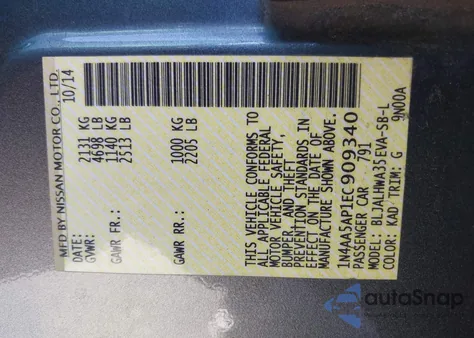 MFD BY NISSAN MOTOR CO., LTD.
DATE: 10/14
GVWR: 2131 KG
4698 LB
GAWR FR: 1140 KG
2513 LB
GAWR RR: 1000 KG
2205 LB
THIS VEHICLE CONFORMS TO
ALL APPLICABLE FEDERAL
MOTOR VEHICLE SAFETY,
BUMPER, AND THEFT
PREVENTION STANDARDS IN
EFFECT ON THE DATE OF
MANUFACTURE SHOWN ABOVE.
1N4AA5AP1EC909340
PASSENGER CAR 791
MODEL: BLJALHWA35EVA-SB-L
COLOR: KAD TRIM: G 9N00A
autoSnap